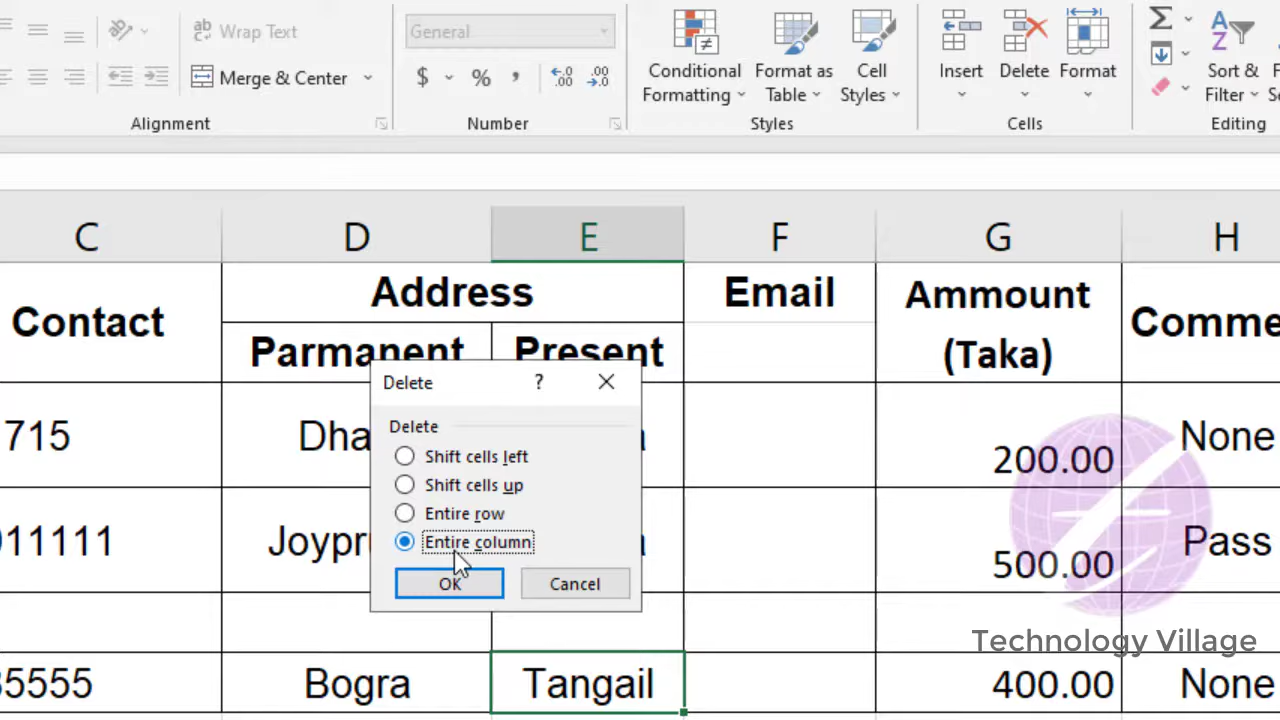 Wrap Text
General
Merge & Center
$ % ,
Conditional Formatting
Format as Table
Cell Styles
Insert
Delete
Format
Sort &
Filter
Alignment
Number
Styles
Cells
Editing
C D E F G H
Contact
Address
Email
Ammount
(Taka)
Parmanent
Present
Delete
?
Delete
Shift cells left
Shift cells up
Entire row
Entire column
OK
Cancel
715
200.00
None
011111
500.00
Pass
Technology Village
5555
Bogra
Tangail
400.00
None